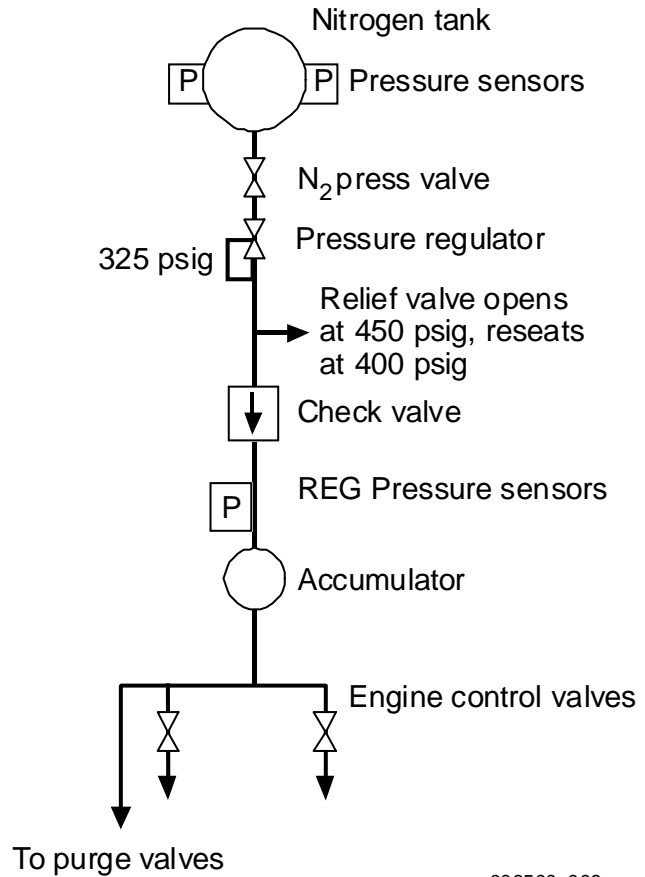 Nitrogen tank
P
P
Pressure sensors
N2 press valve
Pressure regulator
325 psig
Relief valve opens
at 450 psig, reseats
at 400 psig
Check valve
REG Pressure sensors
P
Accumulator
Engine control valves
To purge valves